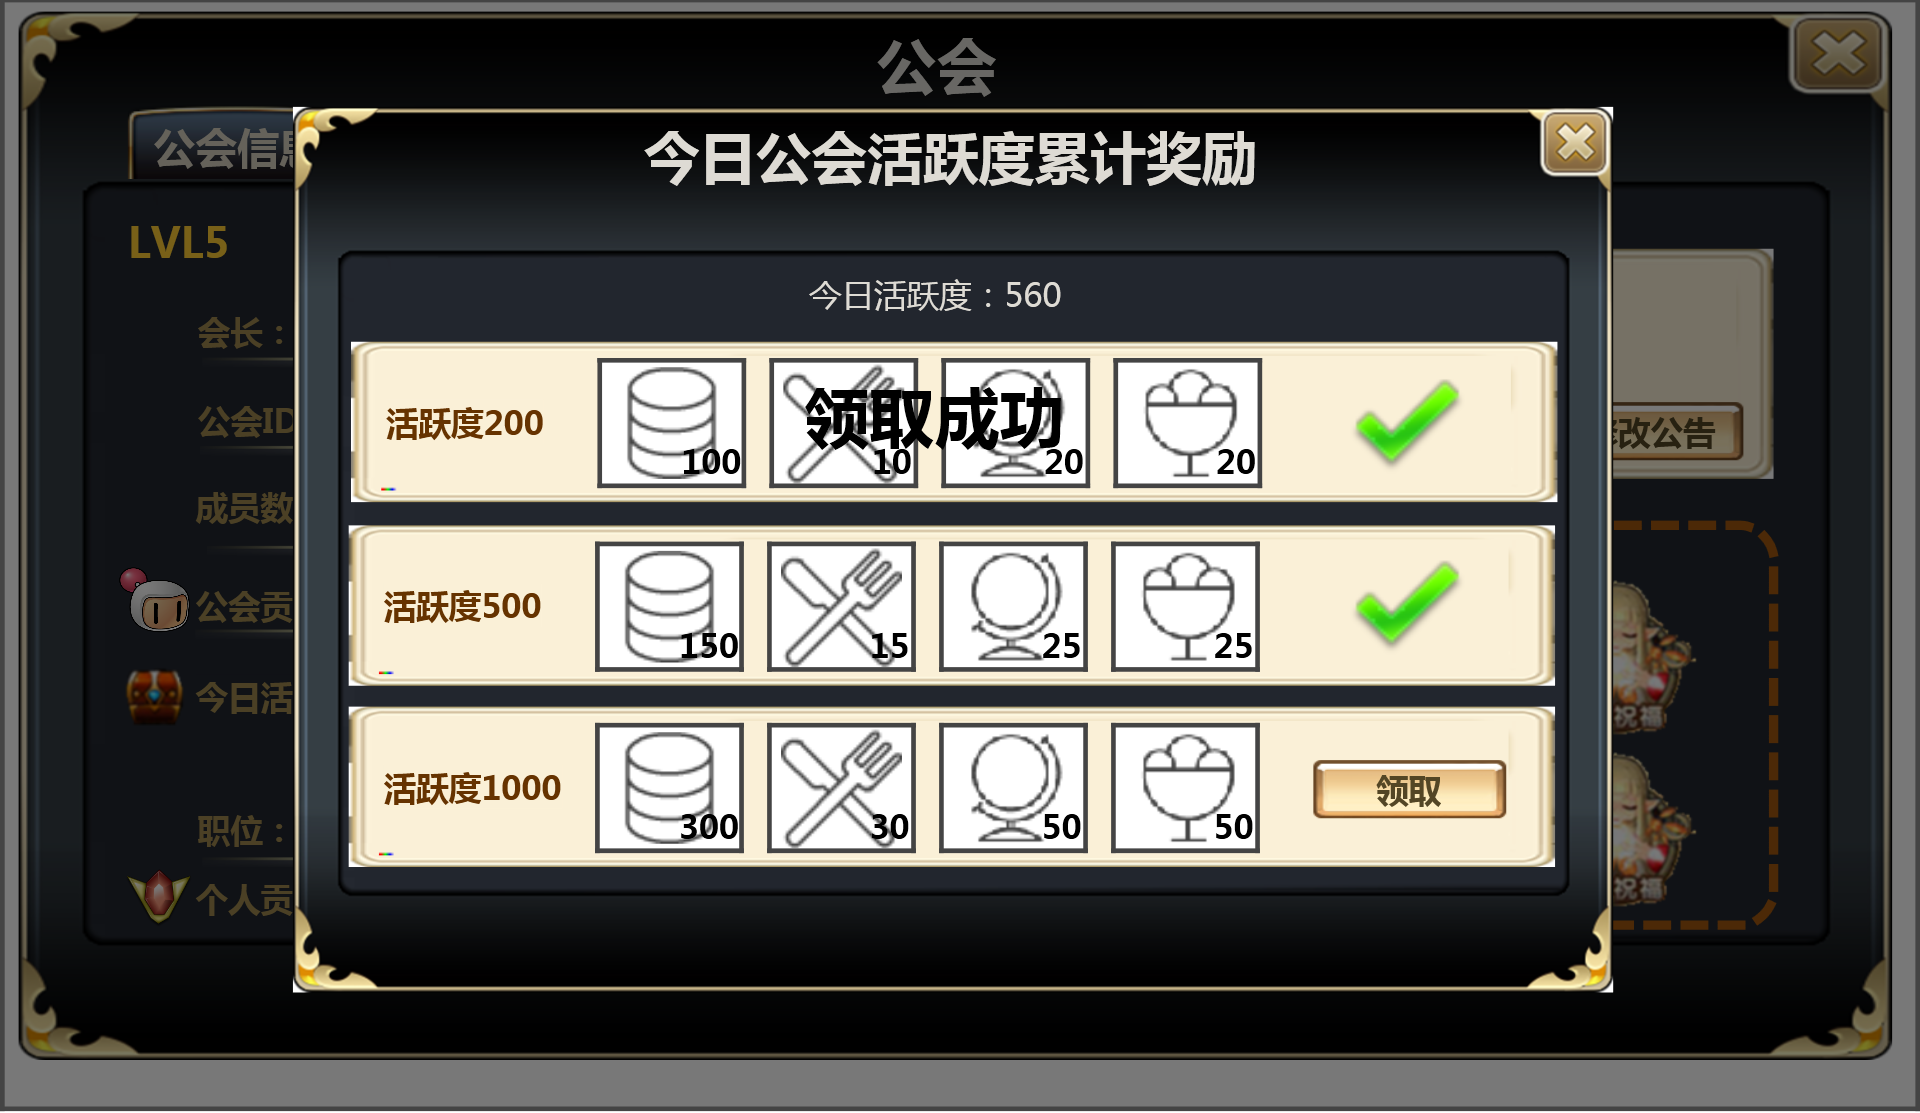 公会
公会信息
今日公会活跃度累计奖励
LVL5
今日活跃度：560
会长：
活跃度200
100
10
20
20
领取成功
公会ID
修改公告
成员数
活跃度500
150
15
25
25
公会贡
今日活
祝福
活跃度1000
300
30
50
50
领取
职位：
个人贡
祝福